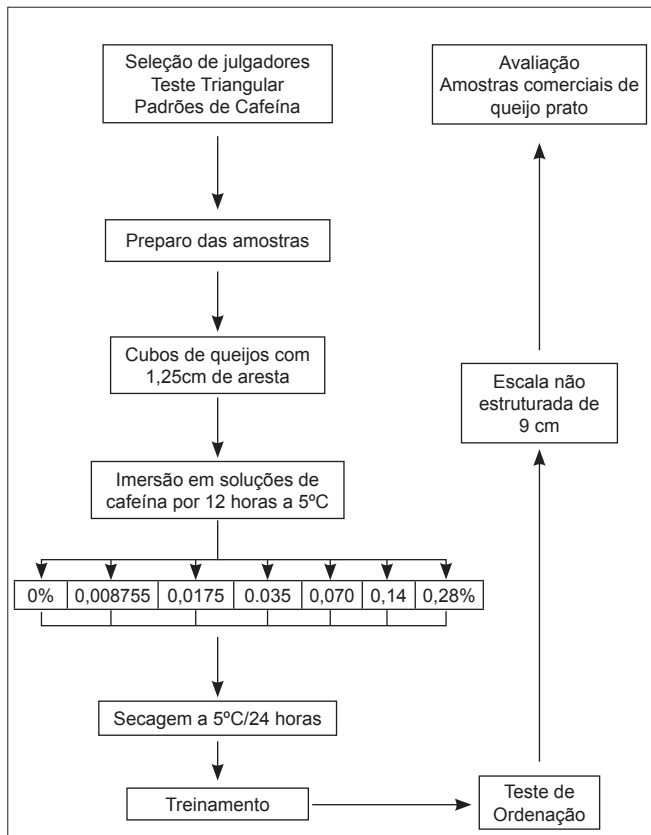 Seleção de julgadores
Teste Triangular
Padrões de Cafeína
Preparo das amostras
Cubos de queijos com
1,25cm de aresta
Imersão em soluções de
cafeína por 12 horas a 5ºC
0% 0,008755 0,0175 0.035 0,070 0,14 0,28%
Secagem a 5ºC/24 horas
Treinamento
Teste de
Ordenação
Escala não
estruturada de
9 cm
Avaliação
Amostras comerciais de
queijo prato